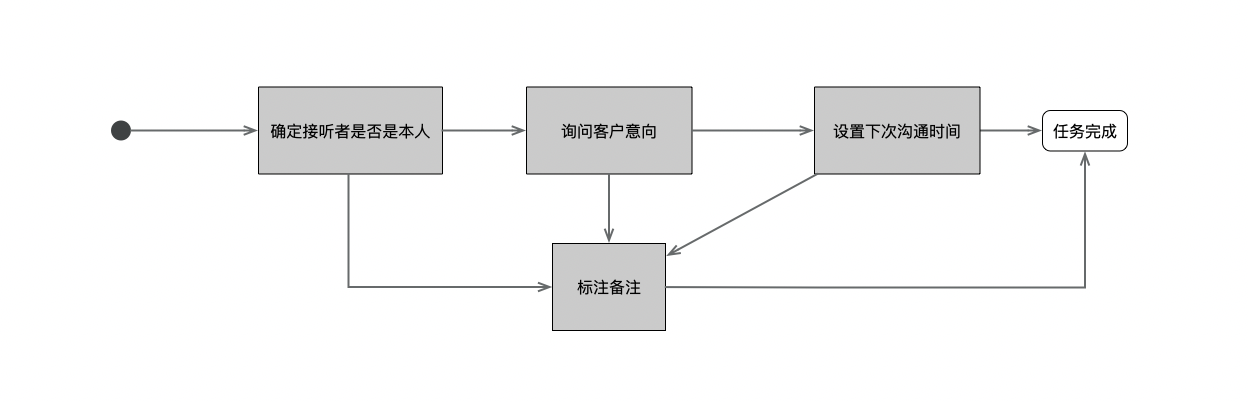 确定接听者是否是本人
询问客户意向
设置下次沟通时间
任务完成
标注备注